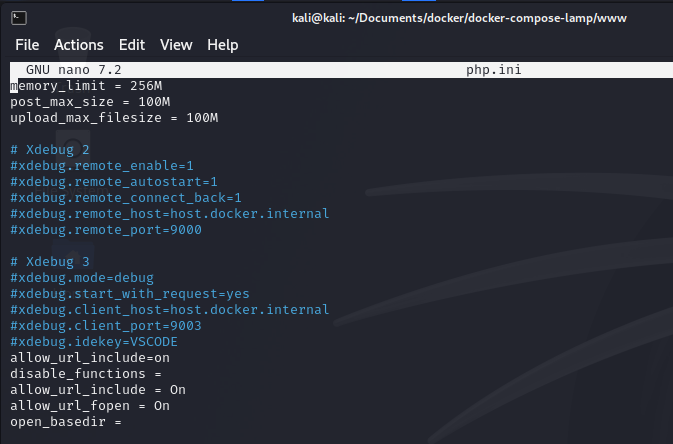 kali@kali: ~/Documents/docker/docker-compose-lamp/www
File Actions Edit View Help
GNU nano 7.2 php.ini
memory_limit = 256M
post_max_size = 100M
upload_max_filesize = 100M
# Xdebug 2
#xdebug.remote_enable=1
#xdebug.remote_autostart=1
#xdebug.remote_connect_back=1
#xdebug.remote_host=host.docker.internal
#xdebug.remote_port=9000
# Xdebug 3
#xdebug.mode=debug
#xdebug.start_with_request=yes
#xdebug.client_host=host.docker.internal
#xdebug.client_port=9003
#xdebug.idekey=VSCODE
allow_url_include=on
disable_functions =
allow_url_include = On
allow_url_fopen = On
open_basedir =